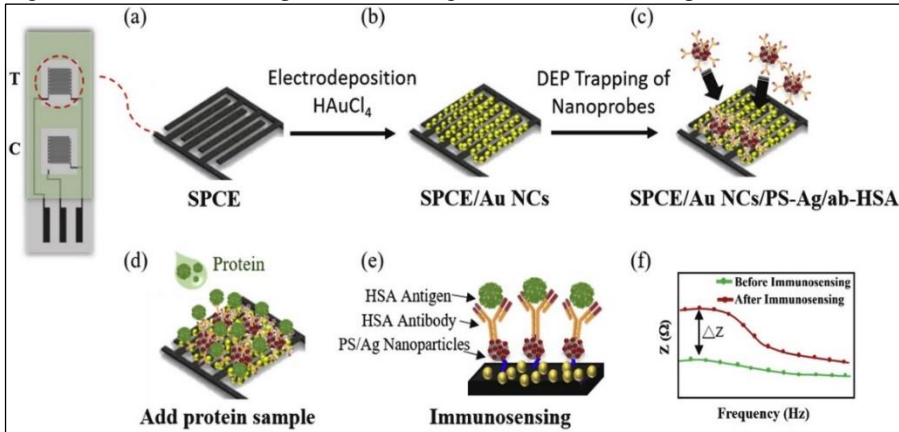 (a)
(b)
(c)
T
C
Electrodeposition
HAuCl4
DEP Trapping of
Nanoprobes
SPCE
SPCE/Au NCs
SPCE/Au NCs/PS-Ag/ab-HSA
(d)
(e)
(f)
Protein
HSA Antigen
HSA Antibody
PS/Ag Nanoparticles
Before Immunosensing
After Immunosensing
△Z
Z (Ω)
Frequency (Hz)
Add protein sample
Immunosensing